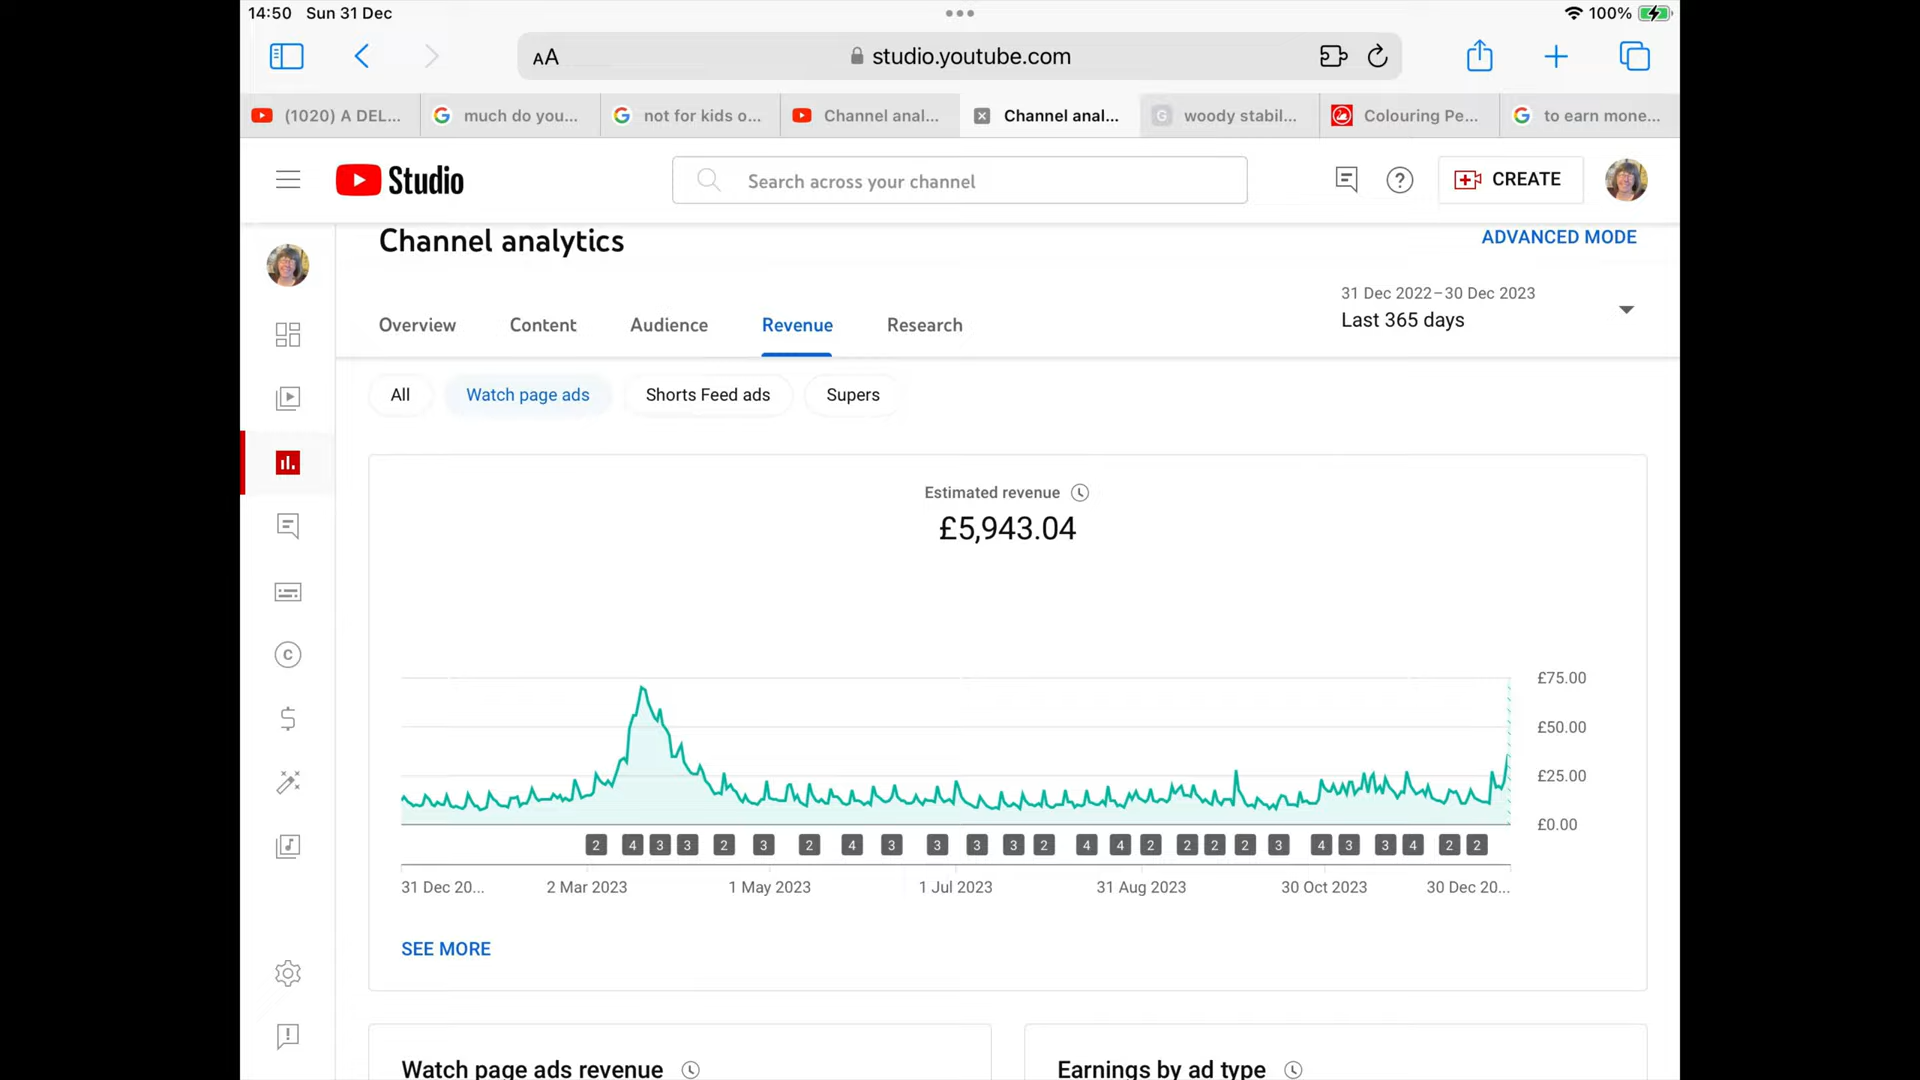 14:50 Sun 31 Dec
100%
AA studio.youtube.com
(1020) A DEL...
much do you...
not for kids o...
Channel anal...
Channel anal...
G woody stabil...
Colouring Pe...
to earn mone...
Studio
Search across your channel
CREATE
Channel analytics
ADVANCED MODE
31 Dec 2022–30 Dec 2023
Last 365 days
Overview
Content
Audience
Revenue
Research
All
Watch page ads
Shorts Feed ads
Supers
Estimated revenue
£5,943.04
£75.00
£50.00
£25.00
£0.00
2 4 3 3 2 3 2 4 3 3 3 3 2 4 4 2 2 2 2 3 4 3 3 4 2 2
31 Dec 20...
2 Mar 2023
1 May 2023
1 Jul 2023
31 Aug 2023
30 Oct 2023
30 Dec 20...
SEE MORE
Watch page ads revenue
Earnings by ad type